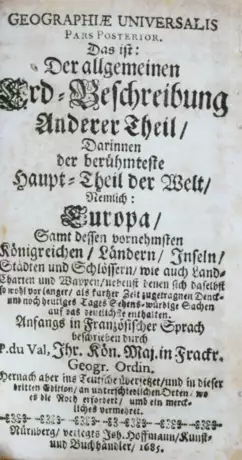 GEOGRAPHIÆ UNIVERSALIS
PARS POSTERIOR.
Das ist:
Der allgemeinen
Erd-Beschreibung
Anderer Theil/
Darinnen
der berühmteste
Haupt-Theil der Welt/
Nemlich:
Europa/
Samt dessen vornehmsten
Königreichen/ Ländern/ Inseln/
Städten und Schlössern/ wie auch Land-
Charten und Wappen/ nebenst denen sich daselbst
so wohl vor langer/ als kurtzer Zeit zugetragnen Denck-
und noch heutiges Tages Sehens-würdige Sachen
auf das deutlichste enthalten.
Anfangs in Französischer Sprach
beschrieben durch
P. du Val, Ihr. Kön. Maj. in Franckr.
Geogr. Ordin.
Hernach aber ins Teutsche übersetzet/ und in dieser
dritten Edition/ an unterschiedlichen Orten/ wo
es die Noth erfordert/ und ein merck-
liches vermehret.
Nürnberg/ verlegts Joh. Hoffmann/ Kunst-
und Buchhändler/ 1685.